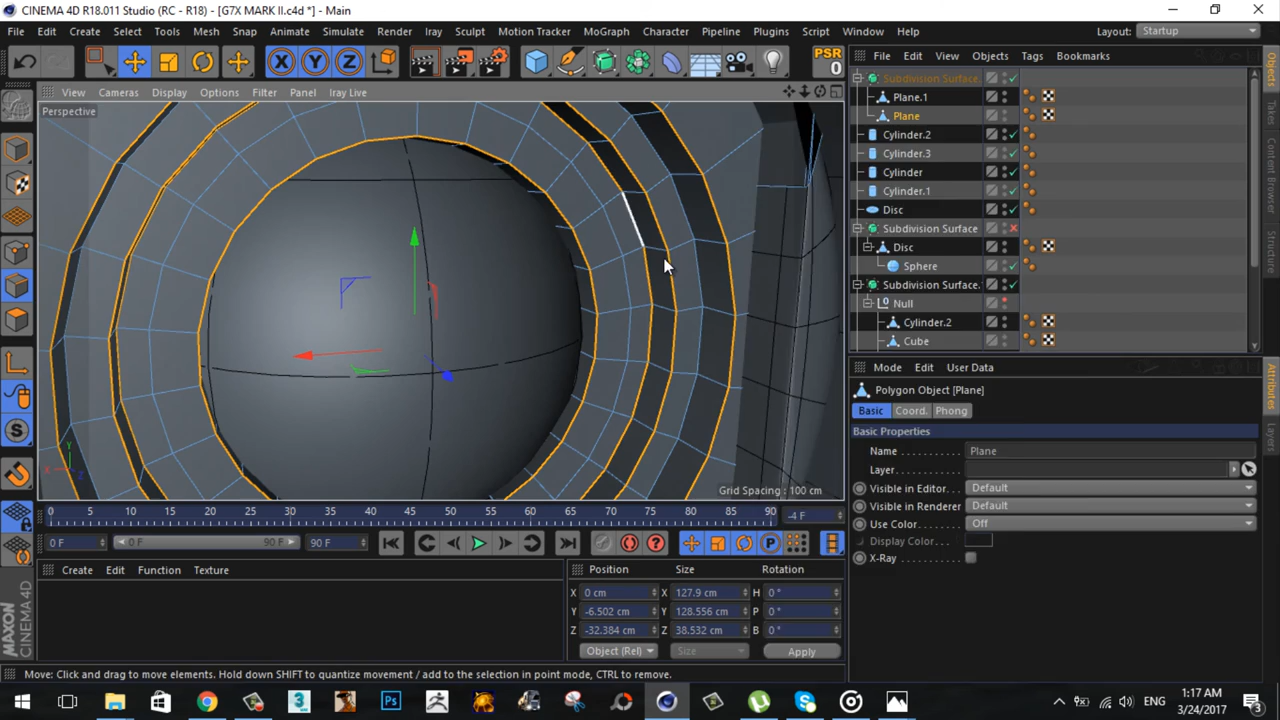 CINEMA 4D R18.011 Studio (RC - R18) - [G7X MARK II.c4d *] - Main
File Edit Create Select Tools Mesh Snap Animate Simulate Render Iray Sculpt Motion Tracker MoGraph Character Pipeline Plugins Script Window Help Layout: Startup
X Y Z PSR 0
File Edit View Objects Tags Bookmarks
View Cameras Display Options Filter Panel Iray Live
Perspective
Subdivision Surface.
Plane.1
Plane
Cylinder.2
Cylinder.3
Cylinder
Cylinder.1
Disc
Subdivision Surface
Disc
Sphere
Subdivision Surface.
Null
Cylinder.2
Cube
Objects
Takes
Content Browser
Structure
Mode Edit User Data
Polygon Object [Plane]
Basic Coord. Phong
Basic Properties
Name Plane
Layer
Visible in Editor Default
Visible in Renderer Default
Use Color Off
Display Color
X-Ray
Attributes
Layers
Y X Z
Grid Spacing : 100 cm
0 5 10 15 20 25 30 35 40 45 50 55 60 65 70 75 80 85 90 -4 F
0 F 0 F 90 F 90 F
Create Edit Function Texture
Position Size Rotation
X 0 cm X 127.9 cm H 0 °
Y -6.502 cm Y 128.556 cm P 0 °
Z -32.384 cm Z 38.532 cm B 0 °
Object (Rel) Size Apply
MAXON CINEMA 4D
Move: Click and drag to move elements. Hold down SHIFT to quantize movement / add to the selection in point mode, CTRL to remove.
3 Ps ENG 1:17 AM
3/24/2017 3